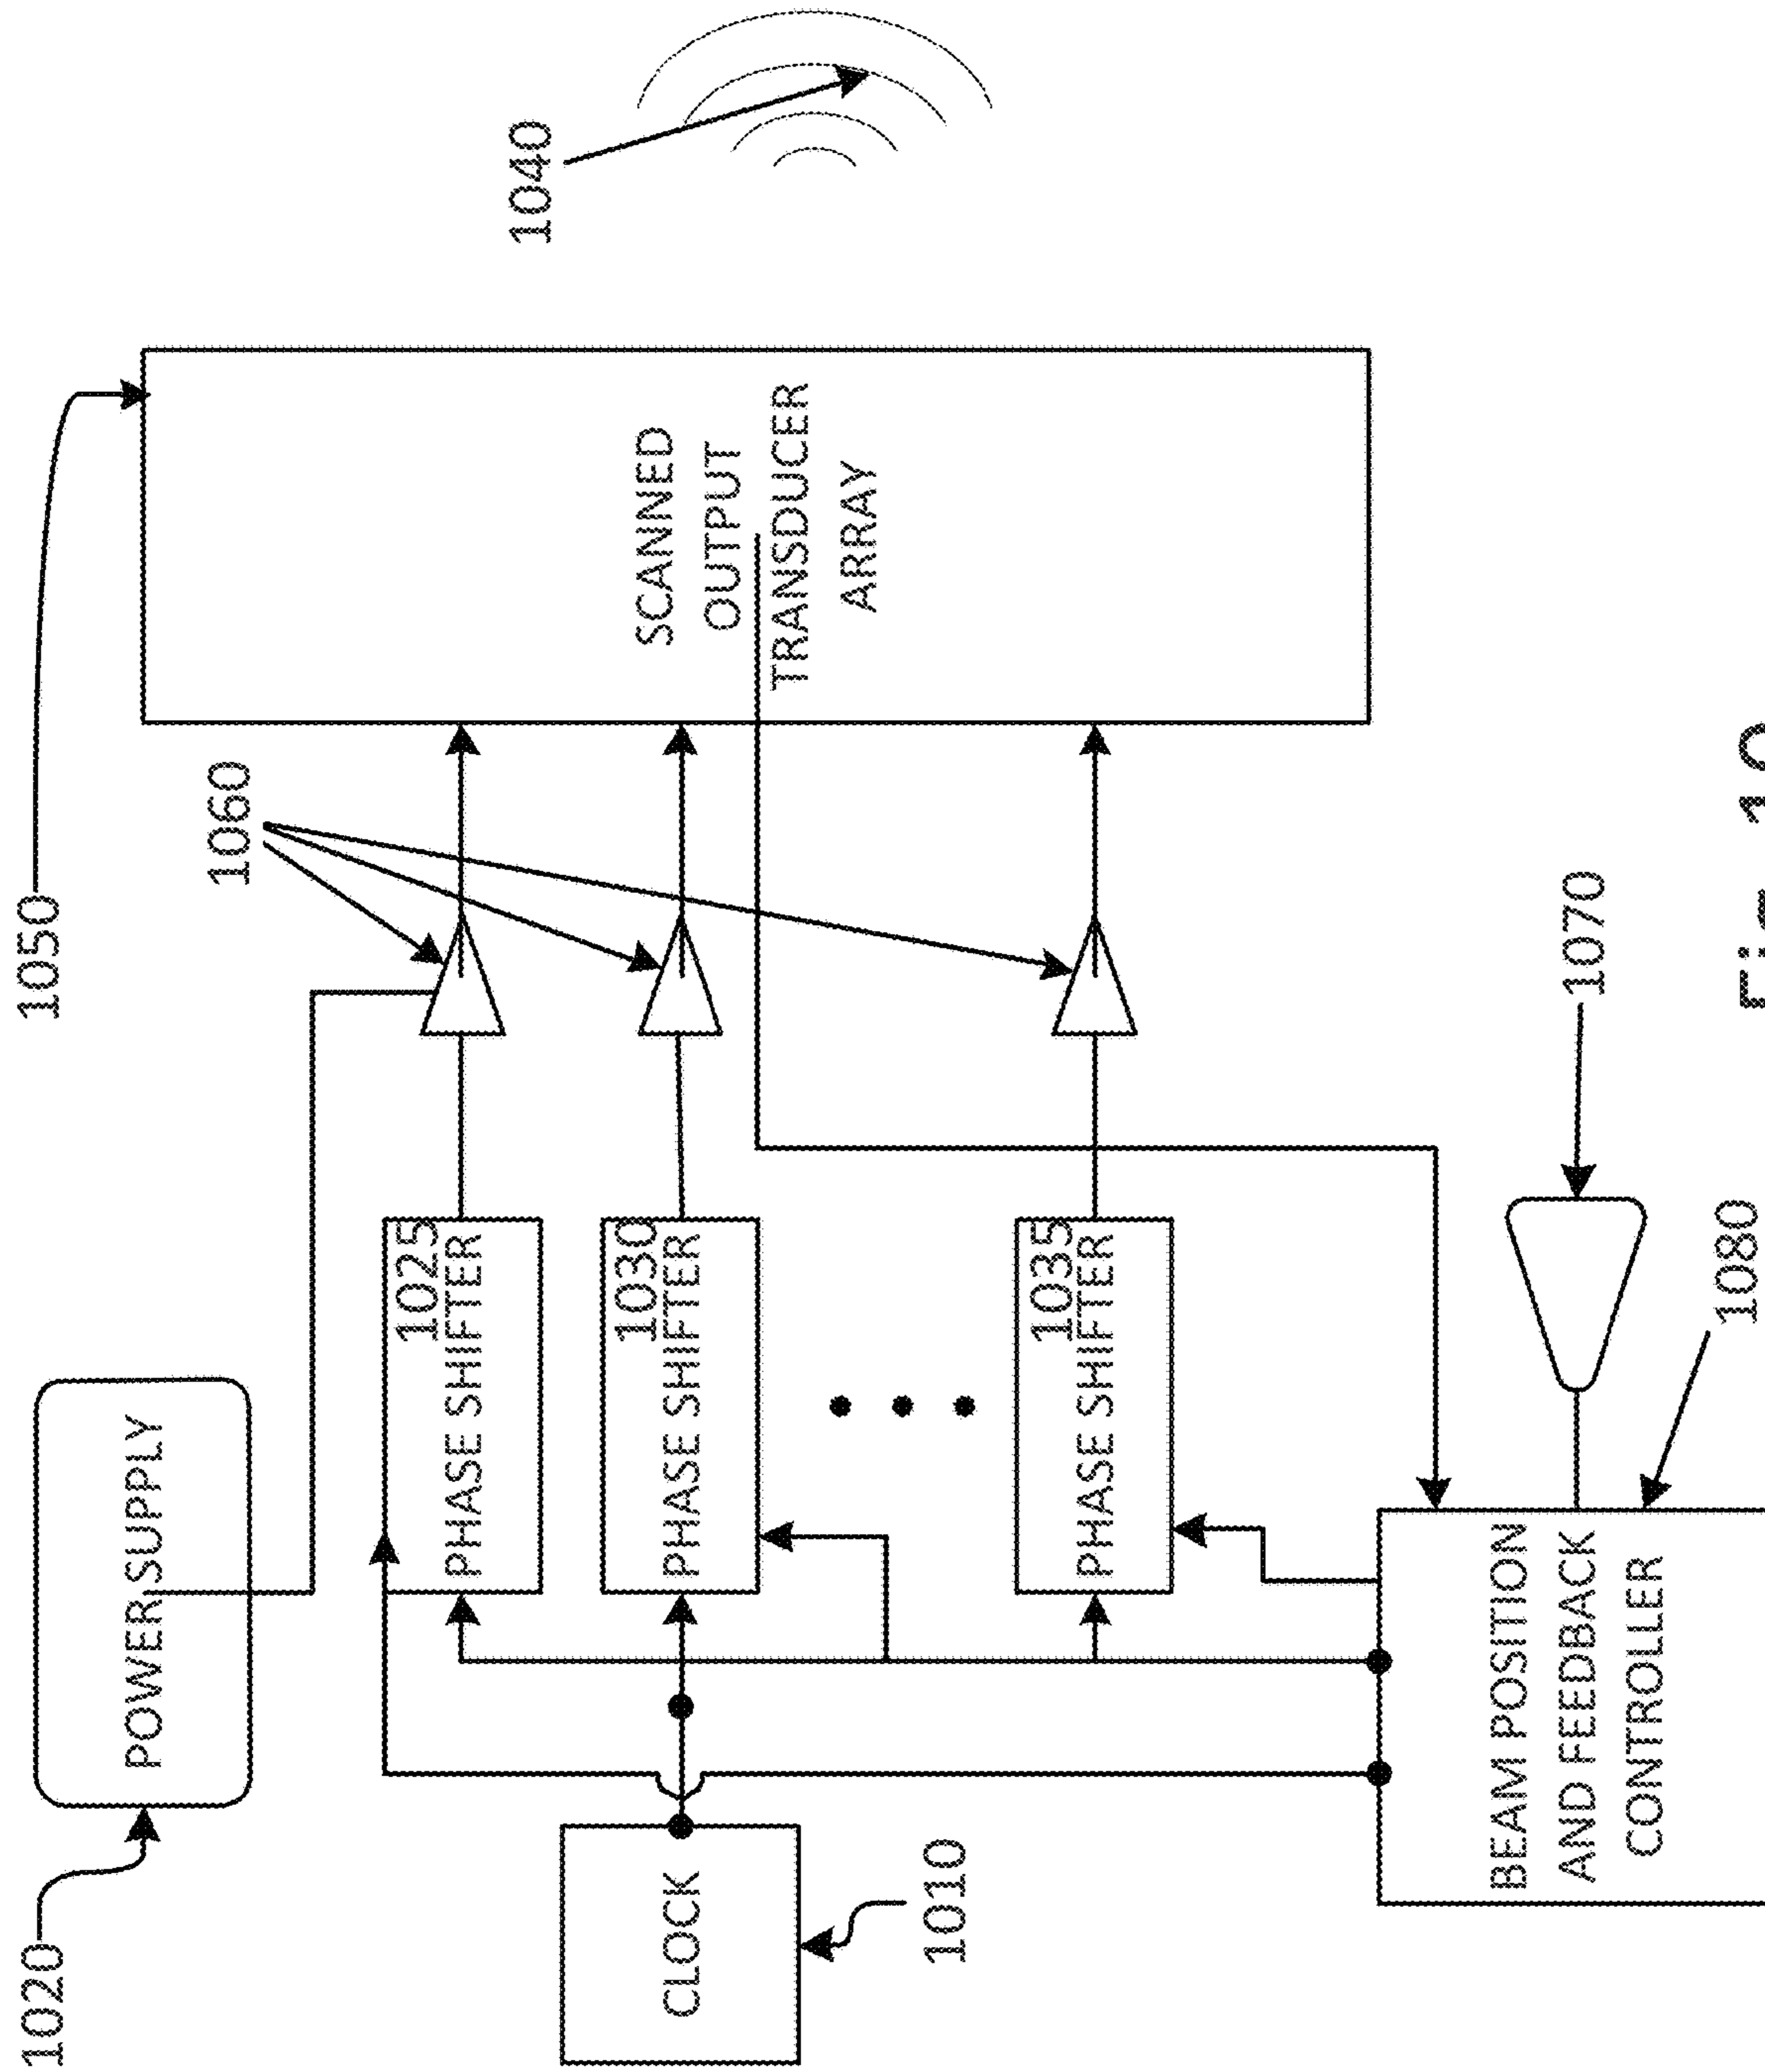 1020
POWER SUPPLY
1050
1060
1040
1025
PHASE SHIFTER
1030
PHASE SHIFTER
1035
PHASE SHIFTER
CLOCK
1010
SCANNED
OUTPUT
TRANSDUCER
ARRAY
BEAM POSITION
AND FEEDBACK
CONTROLLER
1070
1080